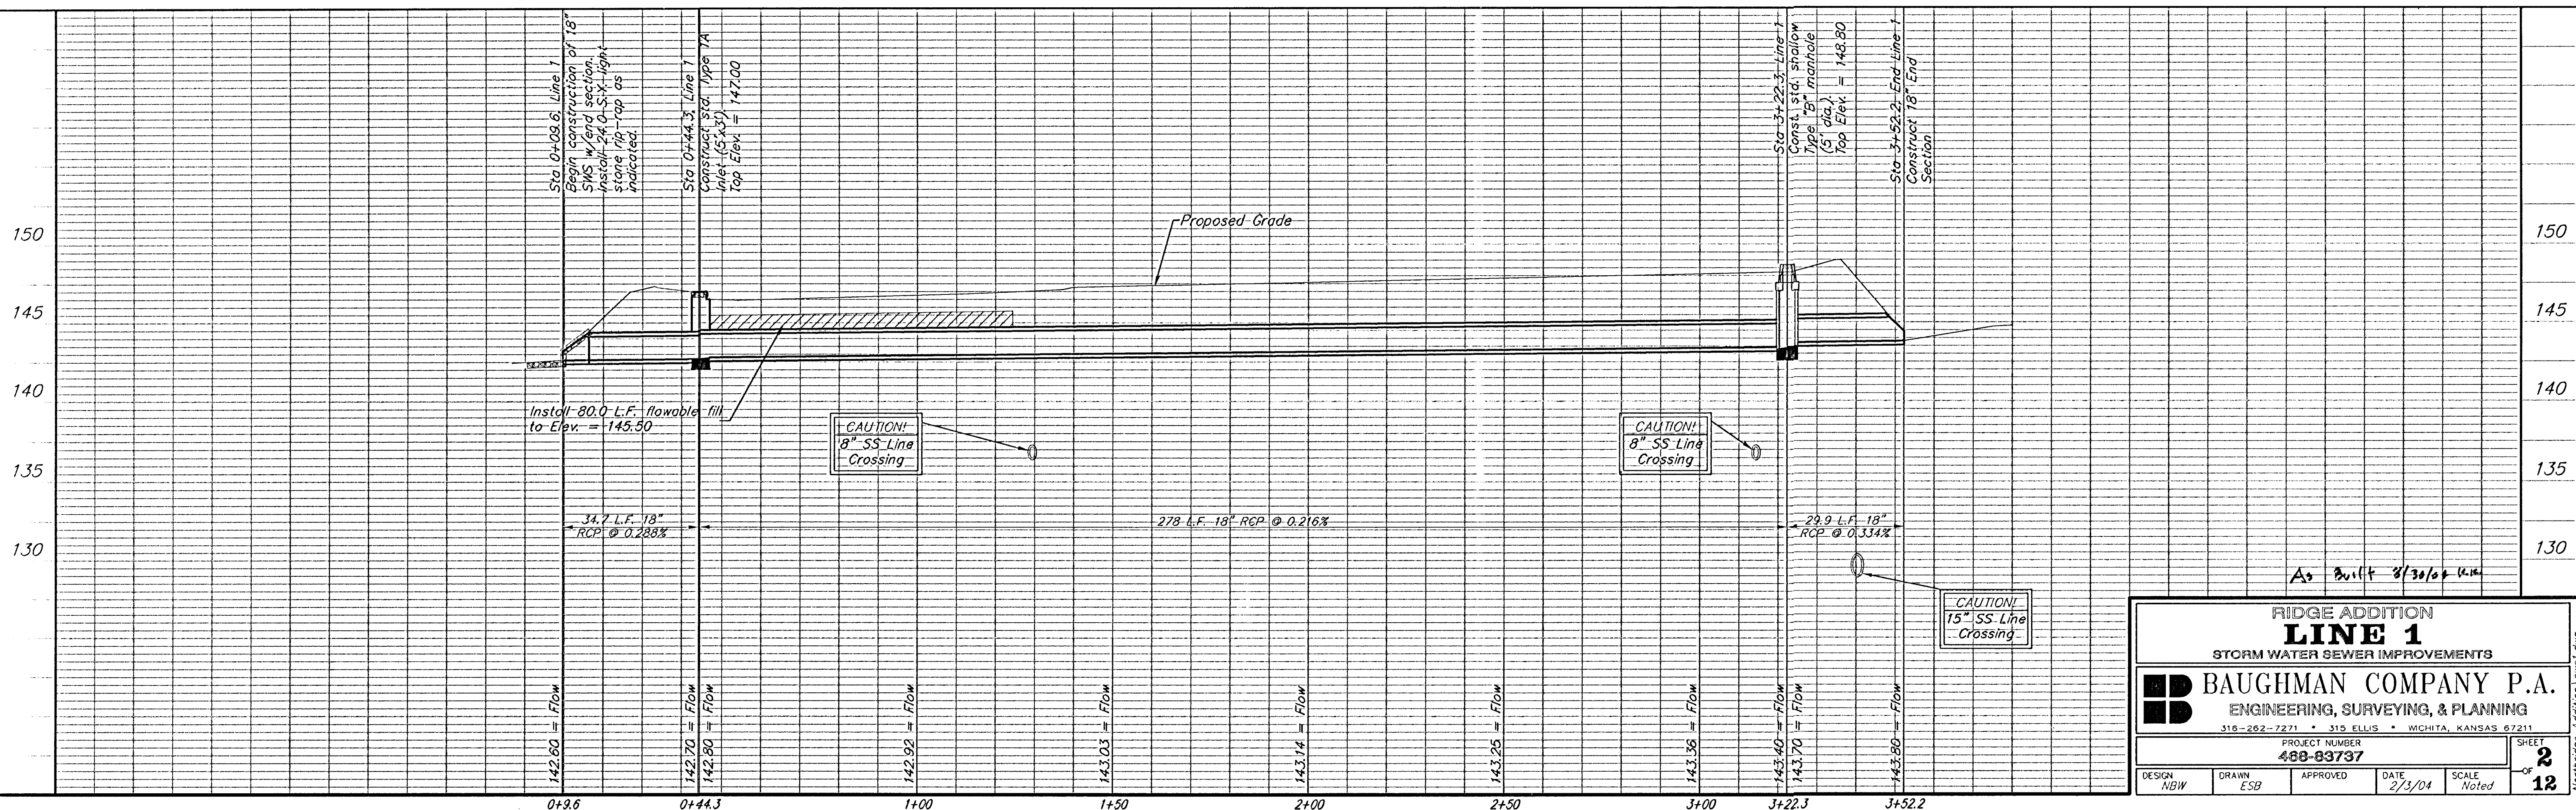 Sta 0+09.6, Line 1
Begin construction of 18"
SWS w/end section.
Install 24.0 S.Y. light
stone rip-rap as
indicated.
Sta 0+44.3, Line 1
Construct std. Type 1A
Inlet (5'x3').
Top Elev. = 147.00
Sta 3+22.3, Line 1
Const. std. shallow
Type "B" manhole
(5' dia.).
Top Elev. = 148.80
Sta 3+52.2, End Line 1
Construct 18" End
Section
150
145
140
135
130
150
145
140
135
130
Proposed Grade
Install 80.0 L.F. flowable fill
to Elev. = 145.50
CAUTION!
8" SS Line
Crossing
CAUTION!
8" SS Line
Crossing
34.7 L.F. 18"
RCP @ 0.288%
278 L.F. 18" RCP @ 0.216%
29.9 L.F. 18"
RCP @ 0.334%
CAUTION!
15" SS Line
Crossing
As Built
142.60 = Flow
142.70 = Flow
142.80 = Flow
142.92 = Flow
143.03 = Flow
143.14 = Flow
143.25 = Flow
143.36 = Flow
143.40 = Flow
143.70 = Flow
143.80 = Flow
0+9.6
0+44.3
1+00
1+50
2+00
2+50
3+00
3+22.3
3+52.2
RIDGE ADDITION
LINE 1
STORM WATER SEWER IMPROVEMENTS
BAUGHMAN COMPANY P.A.
ENGINEERING, SURVEYING, & PLANNING
316-262-7271 * 315 ELLIS * WICHITA, KANSAS 67211
PROJECT NUMBER
468-83737
SHEET
2
OF
12
DESIGN
NBW
DRAWN
ESB
APPROVED
DATE
2/3/04
SCALE
Noted